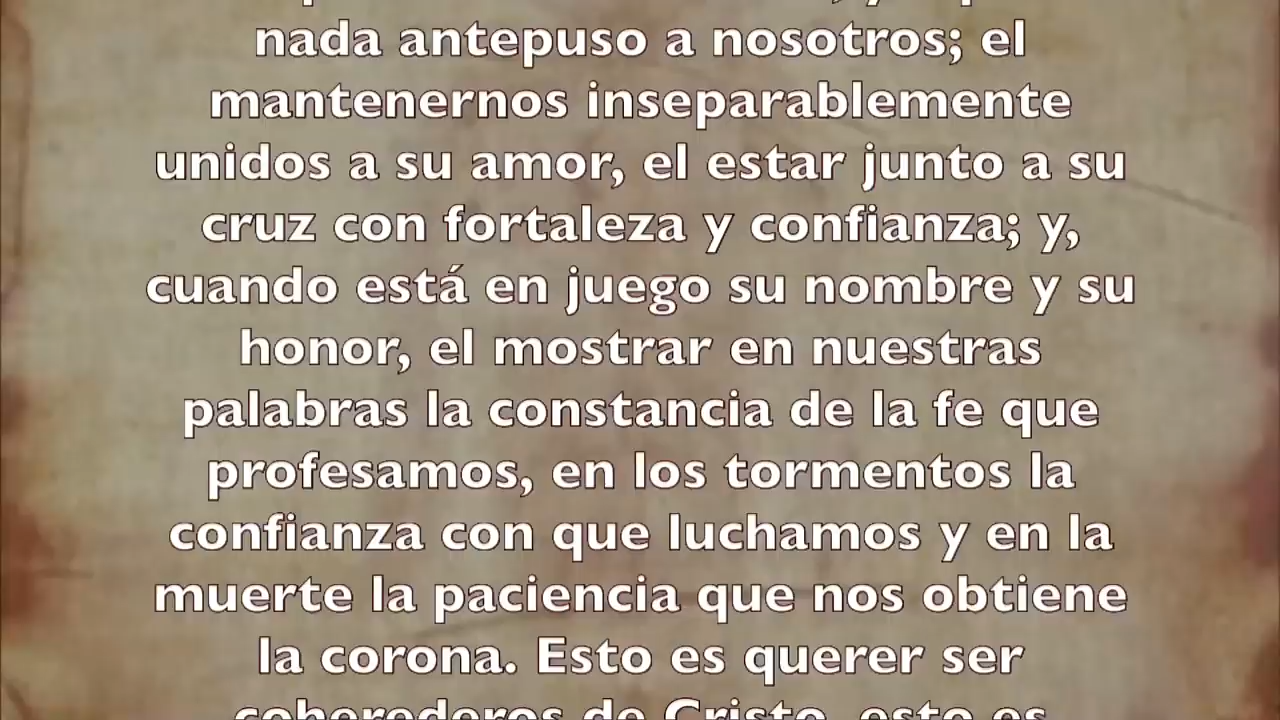 nada antepuso a nosotros; el
mantenernos inseparablemente
unidos a su amor, el estar junto a su
cruz con fortaleza y confianza; y,
cuando está en juego su nombre y su
honor, el mostrar en nuestras
palabras la constancia de la fe que
profesamos, en los tormentos la
confianza con que luchamos y en la
muerte la paciencia que nos obtiene
la corona. Esto es querer ser
coherederos de Cristo, esto es